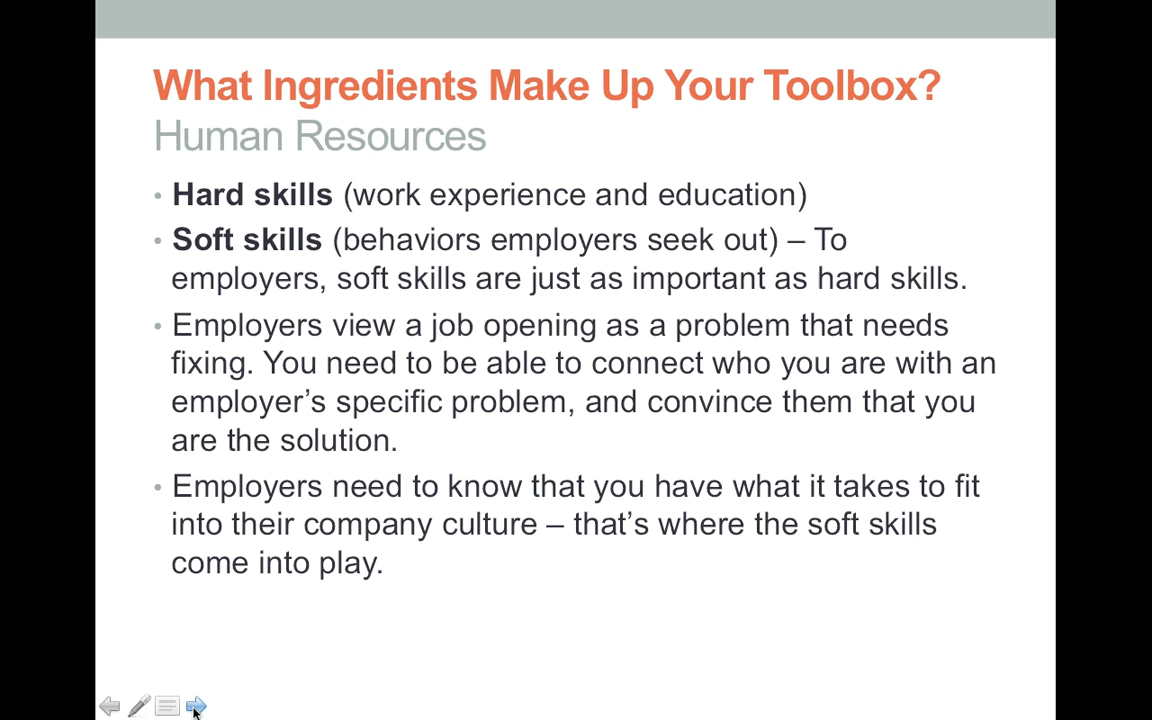 What Ingredients Make Up Your Toolbox?
Human Resources
• Hard skills (work experience and education)
• Soft skills (behaviors employers seek out) – To
employers, soft skills are just as important as hard skills.
• Employers view a job opening as a problem that needs
fixing. You need to be able to connect who you are with an
employer’s specific problem, and convince them that you
are the solution.
• Employers need to know that you have what it takes to fit
into their company culture – that’s where the soft skills
come into play.